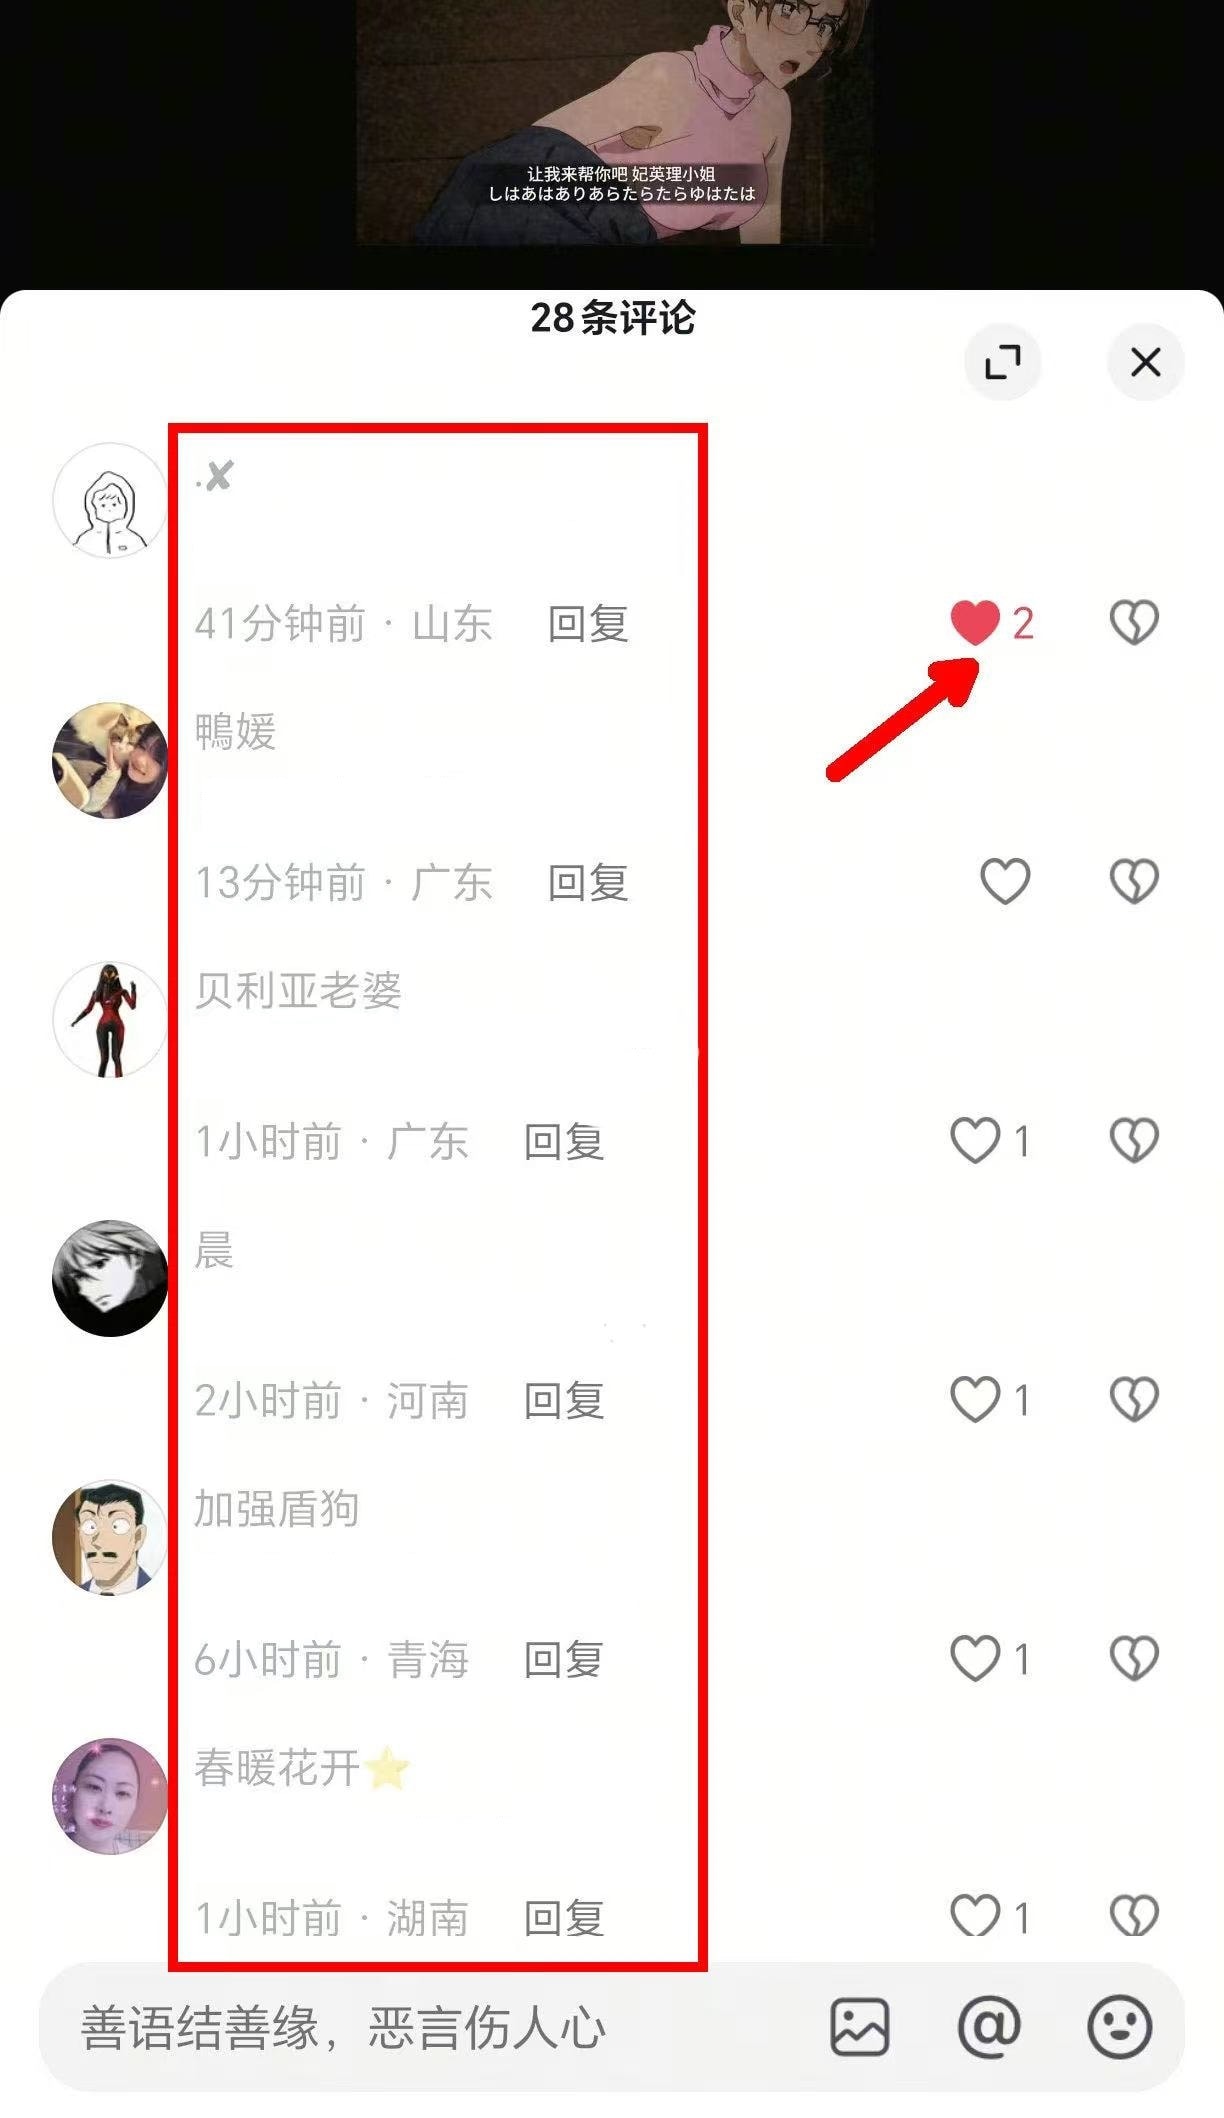 让我来帮你吧 妃英理小姐
しはあはありあらたらたらゆはたは
28条评论
.✘
41分钟前 · 山东 回复 2
鴨媛
13分钟前 · 广东 回复
贝利亚老婆
1小时前 · 广东 回复 1
晨
2小时前 · 河南 回复 1
加强盾狗
6小时前 · 青海 回复 1
春暖花开⭐
1小时前 · 湖南 回复 1
善语结善缘，恶言伤人心